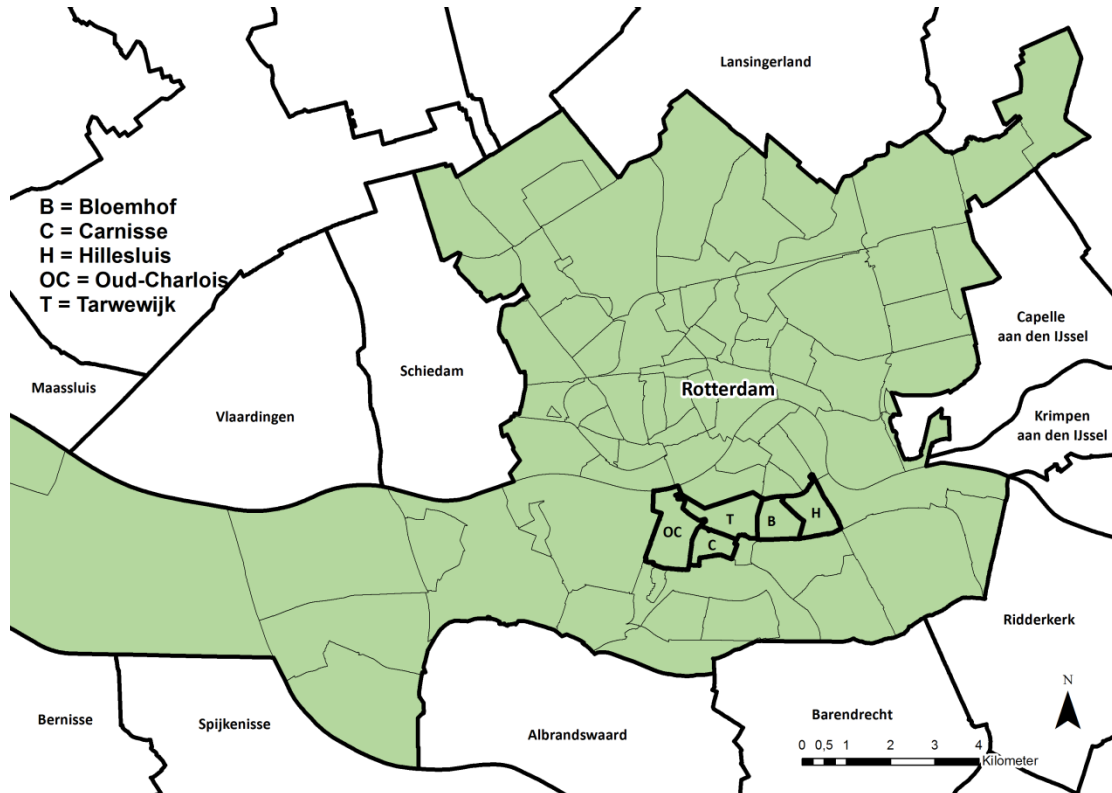 Lansingerland
B = Bloemhof
C = Carnisse
H = Hillesluis
OC = Oud-Charlois
T = Tarwewijk
Capelle
aan den IJssel
Maassluis
Schiedam
Rotterdam
Vlaardingen
Krimpen
aan den IJssel
OC
T
B
H
C
Ridderkerk
N
Bernisse
Spijkenisse
Albrandswaard
Barendrecht
0 0,5 1 2 3 4
Kilometer